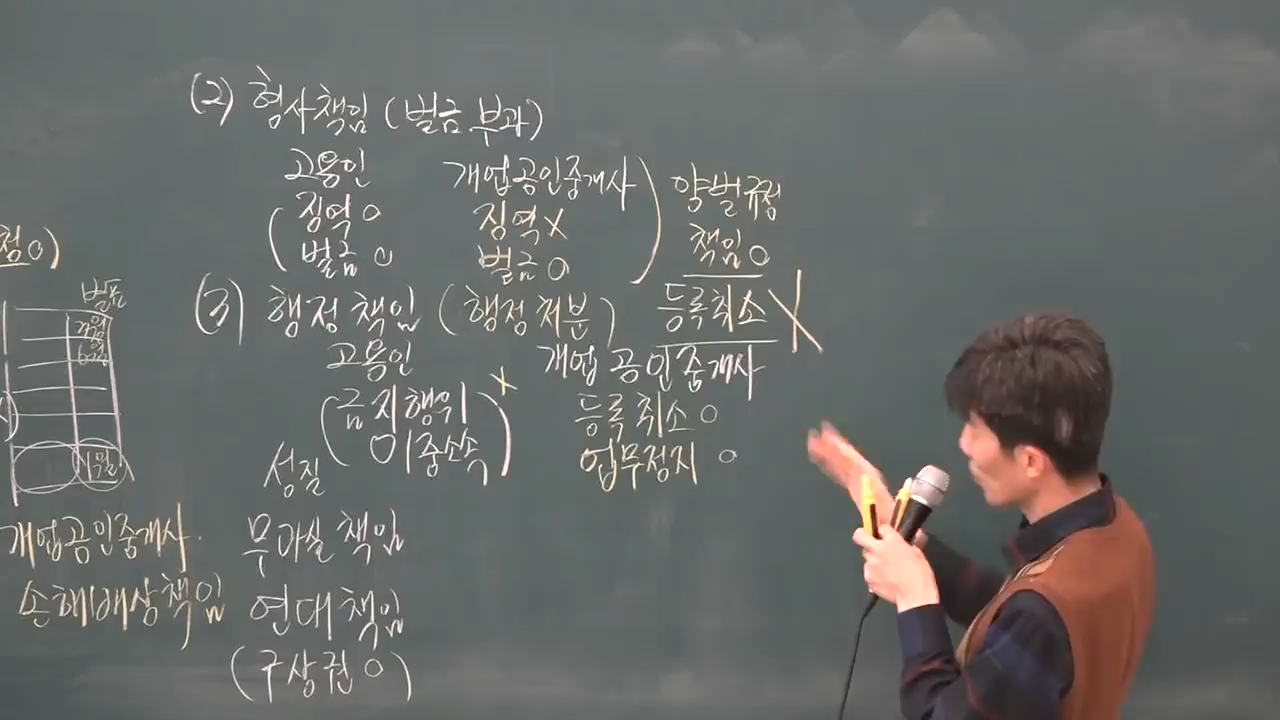 (2) 형사책임 (벌금 부과)
고용인 개업공인중개사 양벌규정
징역 O 징역 X 책임 O
벌금 O 벌금 O
(3) 행정 책임 (행정처분) 등록취소 X
고용인 개업공인중개사
금지행위 X 등록취소 O
이중소속 업무정지 O
성질
무과실 책임
연대책임
(구상권 O)
점 O)
벌표
개업공인중개사.
손해배상책임